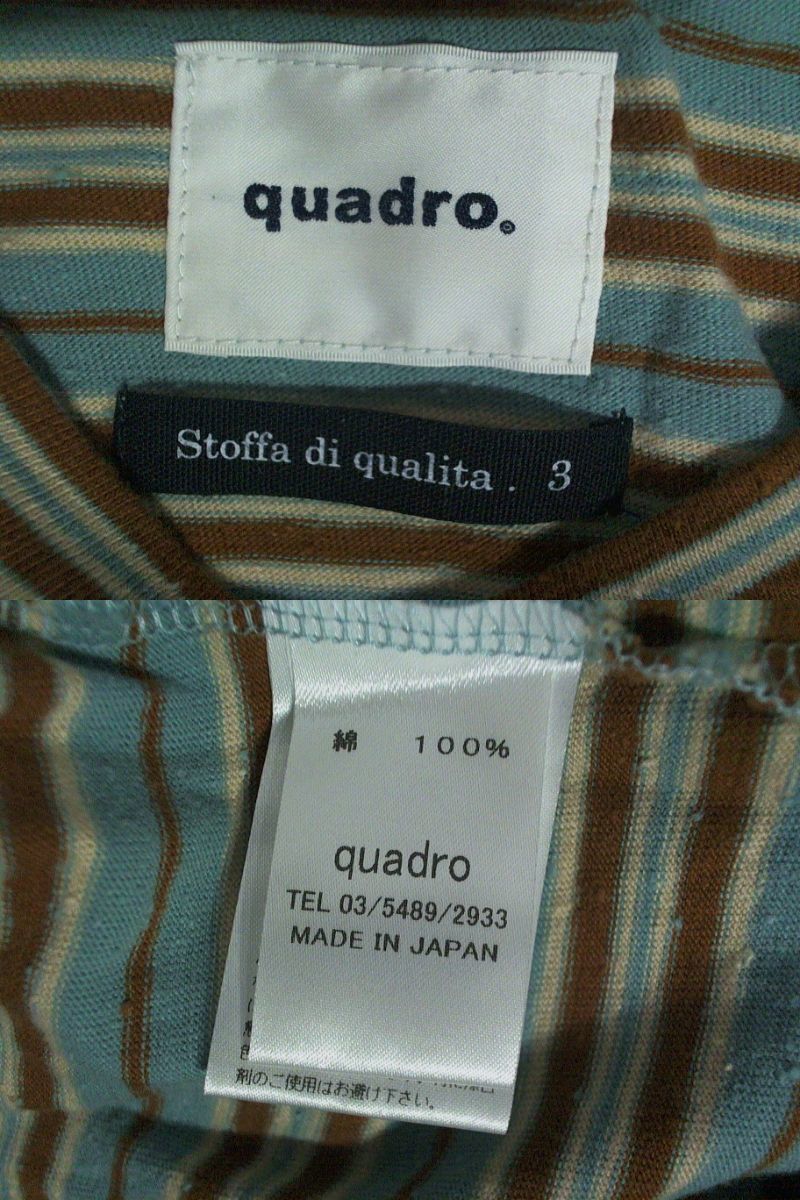 quadro.
Stoffa di qualita . 3
綿 100%
quadro
TEL 03/5489/2933
MADE IN JAPAN
剤のご使用はお避け下さい。